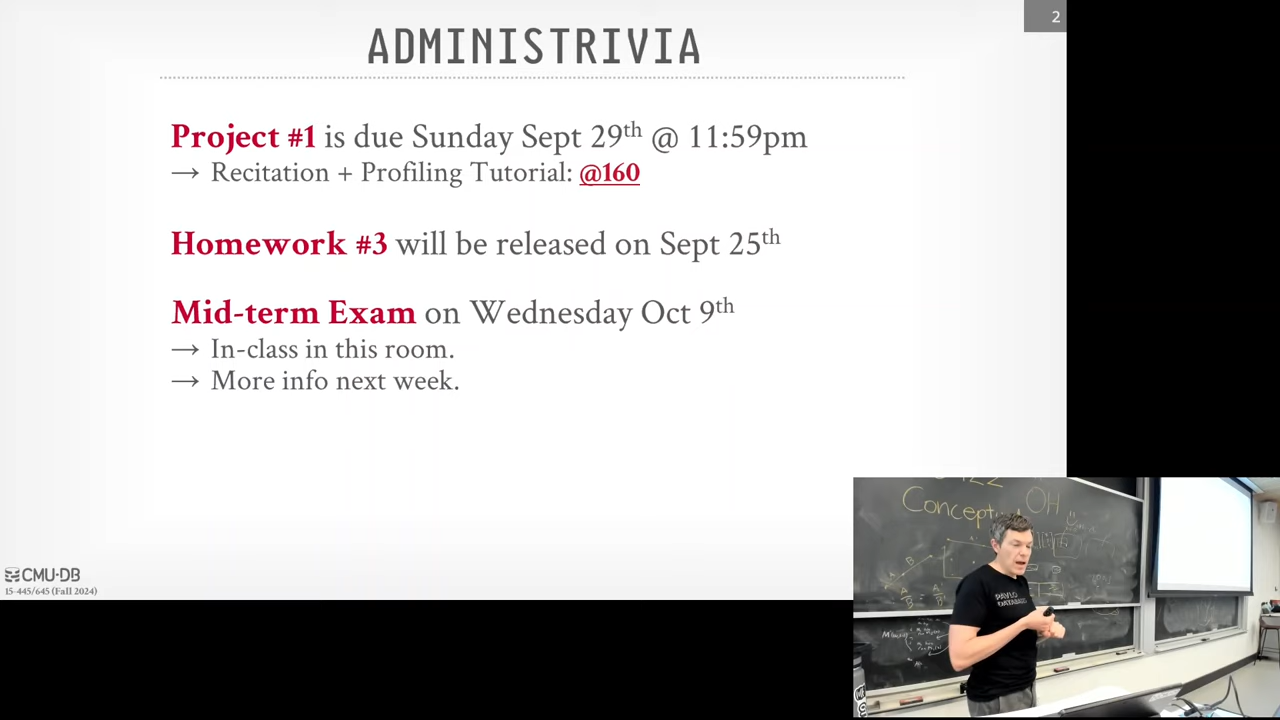 2
ADMINISTRIVIA
Project #1 is due Sunday Sept 29th @ 11:59pm
→ Recitation + Profiling Tutorial: @160
Homework #3 will be released on Sept 25th
Mid-term Exam on Wednesday Oct 9th
→ In-class in this room.
→ More info next week.
CMU·DB
15-445/645 (Fall 2024)
OH
PAVLO